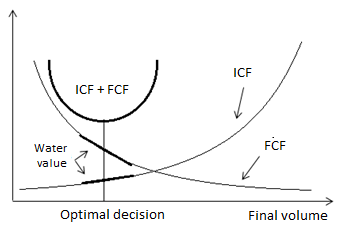 ICF + FCF
ICF
FCF
Water
value
Optimal decision
Final volume